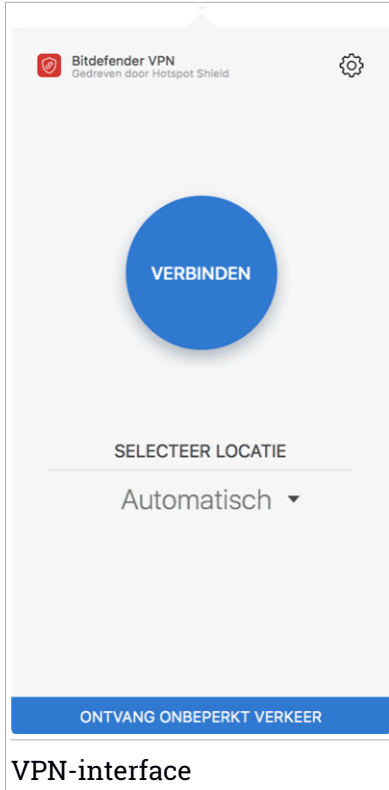 Bitdefender VPN
Gedreven door Hotspot Shield
VERBINDEN
SELECTEER LOCATIE
Automatisch
ONTVANG ONBEPERKT VERKEER
VPN-interface